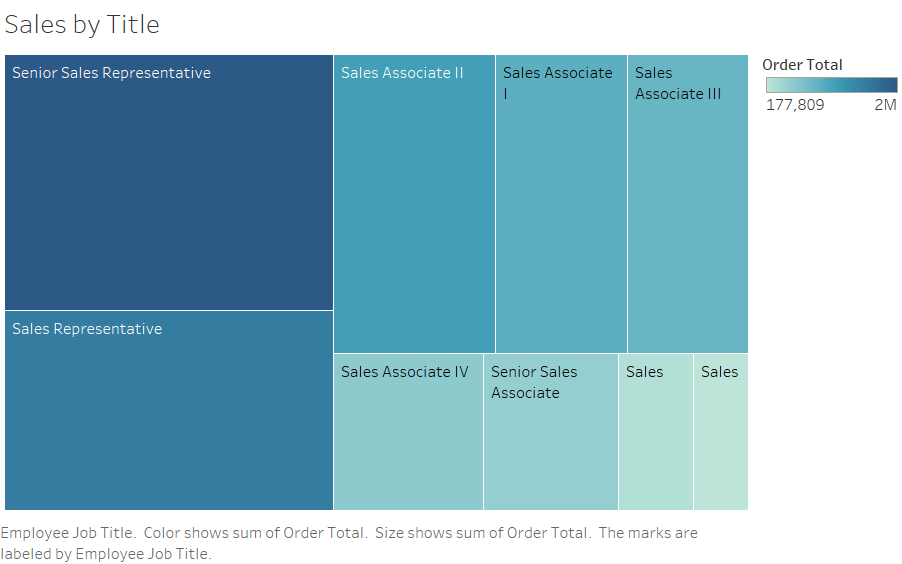 Sales by Title
Senior Sales Representative
Sales Associate II
Sales Associate
I
Sales
Associate III
Order Total
177,809
2M
Sales Representative
Sales Associate IV
Senior Sales
Associate
Sales
Sales
Employee Job Title.  Color shows sum of Order Total.  Size shows sum of Order Total.  The marks are
labeled by Employee Job Title.